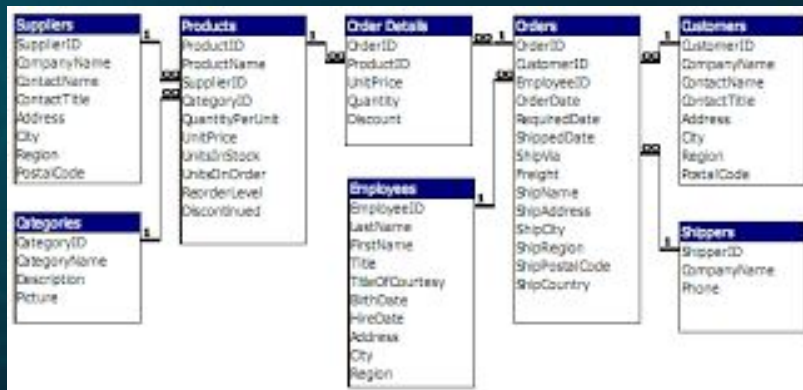 Suppliers
SupplierID
CompanyName
ContactName
ContactTitle
Address
City
Region
PostalCode
Categories
CategoryID
CategoryName
Description
Picture
Products
ProductID
ProductName
SupplierID
CategoryID
QuantityPerUnit
UnitPrice
UnitsInStock
UnitsOnOrder
ReorderLevel
Discontinued
Order Details
OrderID
ProductID
UnitPrice
Quantity
Discount
Employees
EmployeeID
LastName
FirstName
Title
TitleOfCourtesy
BirthDate
HireDate
Address
City
Region
Orders
OrderID
CustomerID
EmployeeID
OrderDate
RequiredDate
ShippedDate
ShipVia
Freight
ShipName
ShipAddress
ShipCity
ShipRegion
ShipPostalCode
ShipCountry
Customers
CustomerID
CompanyName
ContactName
ContactTitle
Address
City
Region
PostalCode
Shippers
ShipperID
CompanyName
Phone
1
∞
1
∞
1
∞
∞
1
1
∞
1
∞
1
∞